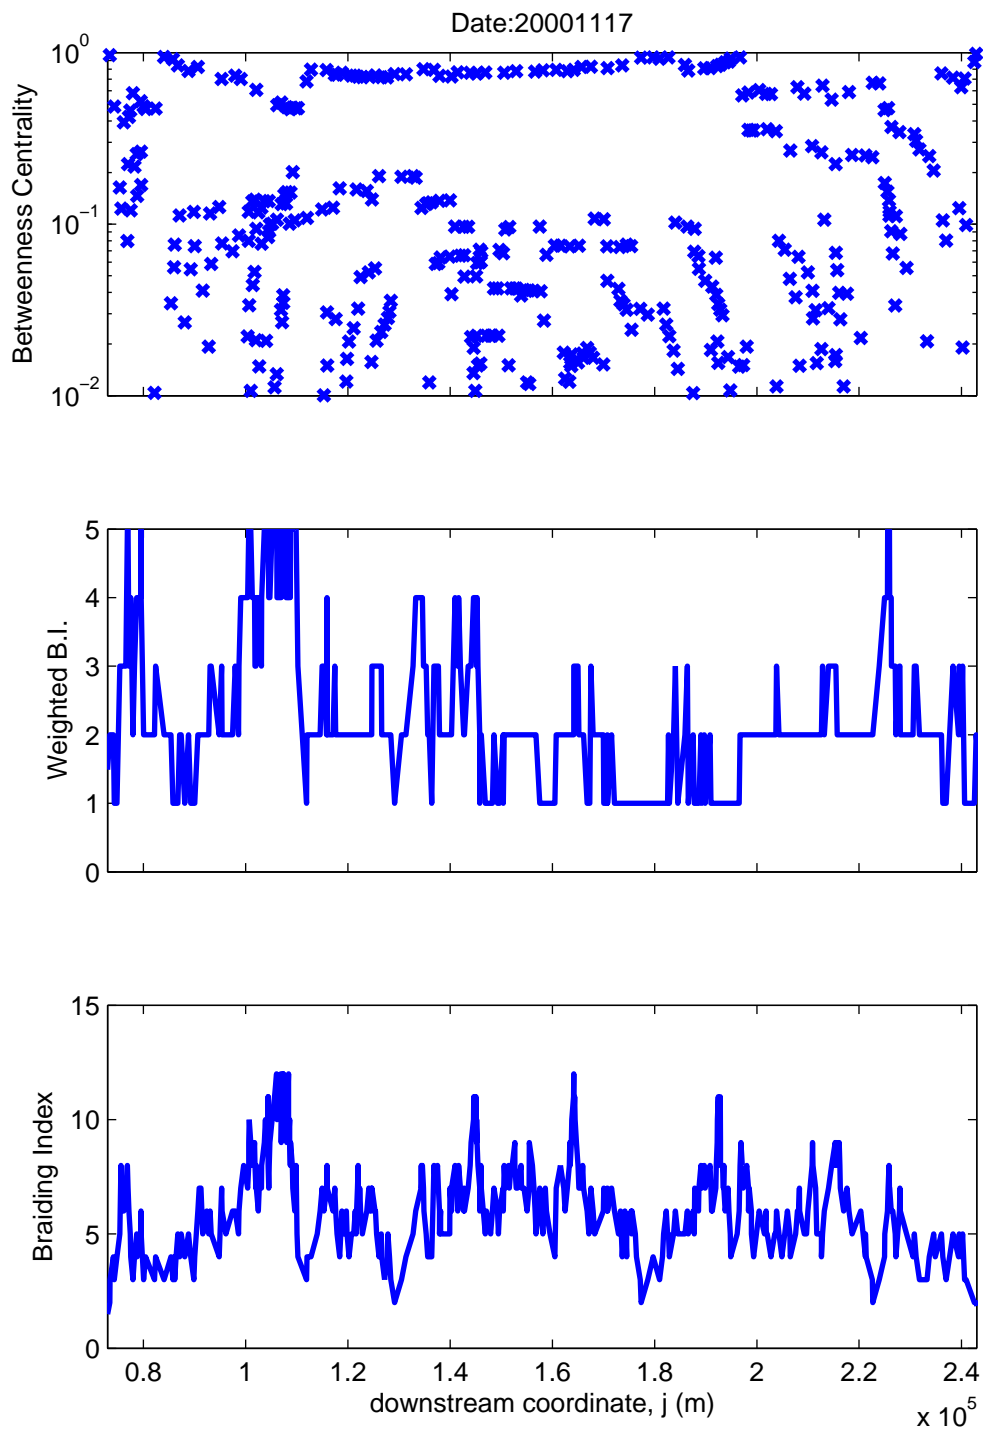 Date:20001117
10^0
10^-1
10^-2
Betweenness Centrality
5
4
3
2
1
0
Weighted B.I.
15
10
5
0
Braiding Index
0.8 1 1.2 1.4 1.6 1.8 2 2.2 2.4
downstream coordinate, j (m)
x 10^5